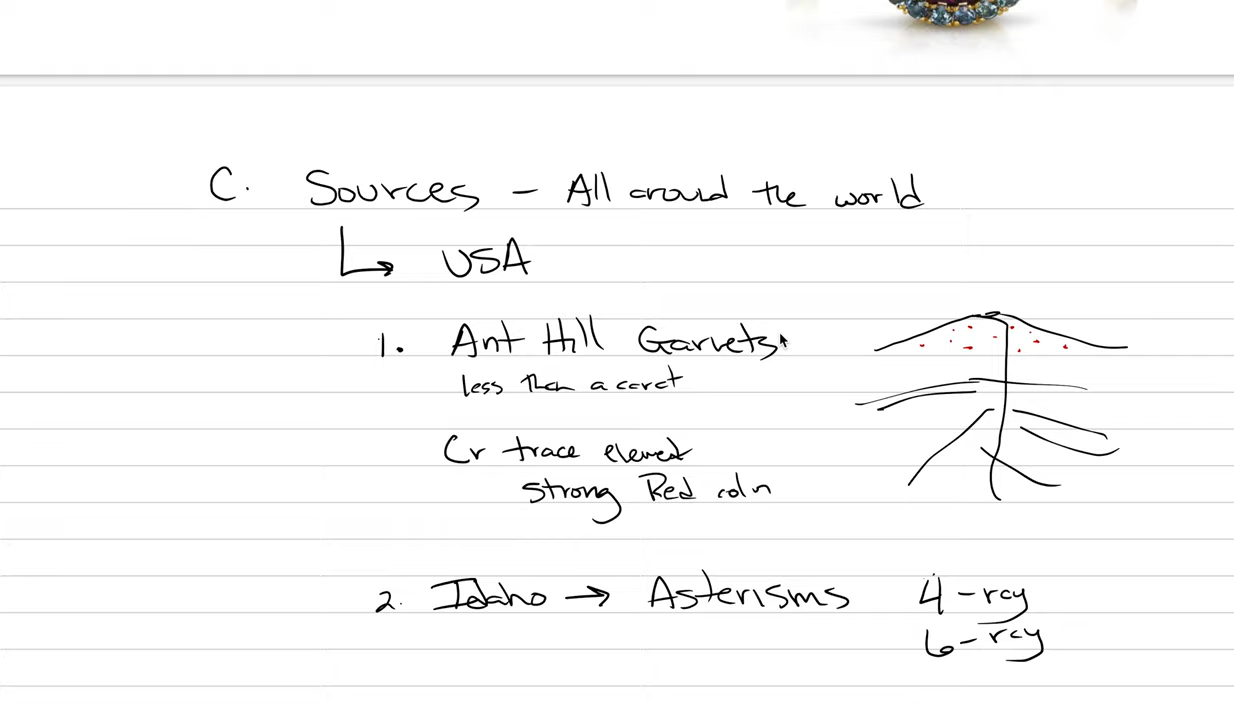 C. Sources - All around the world
↳ USA
1. Ant Hill Garnets
less than a carat
Cr trace element
strong Red color
2. Idaho → Asterisms 4-ray
6-ray